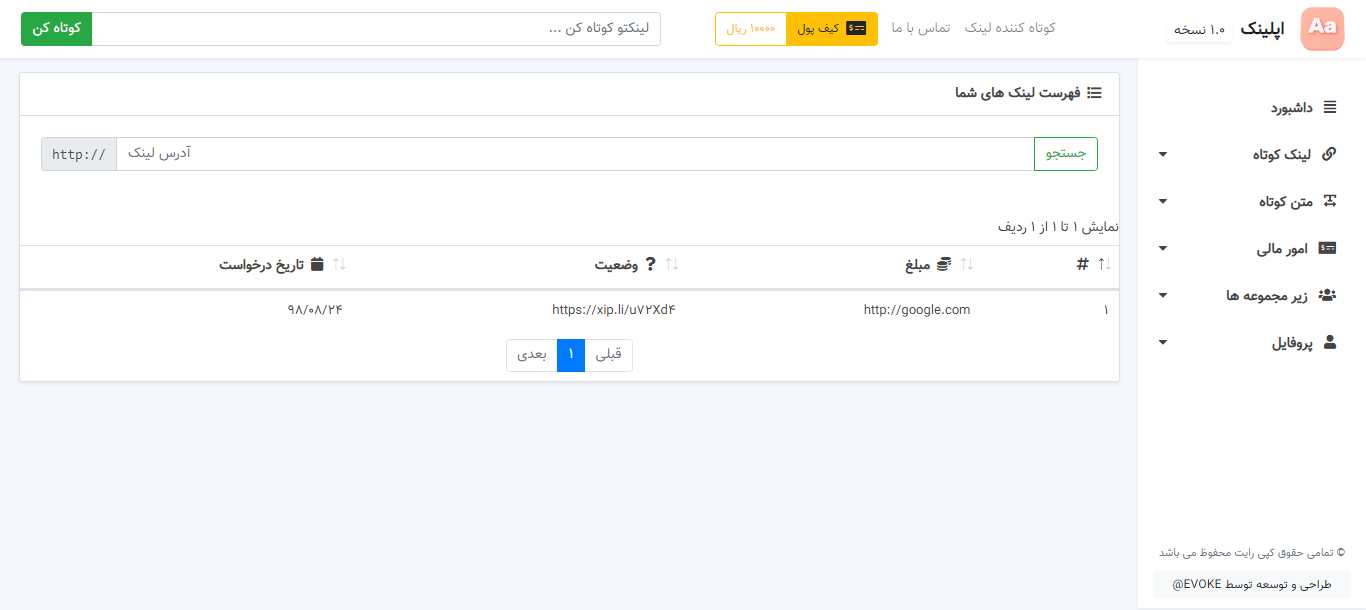 Aa
اپلینک
۱.۰ نسخه
کوتاه کننده لینک
تماس با ما
کیف پول
۱۰۰۰۰ ریال
لینکتو کوتاه کن ...
کوتاه کن
داشبورد
لینک کوتاه
متن کوتاه
امور مالی
زیر مجموعه ها
پروفایل
© تمامی حقوق کپی رایت محفوظ می باشد
طراحی و توسعه توسط EVOKE@
فهرست لینک های شما
جستجو
آدرس لینک
http://
نمایش ۱ تا ۱ از ۱ ردیف
# مبلغ وضعیت تاریخ درخواست
۱ http://google.com https://xip.li/u۷۲Xd۴ ۹۸/۰۸/۲۴
قبلی ۱ بعدی